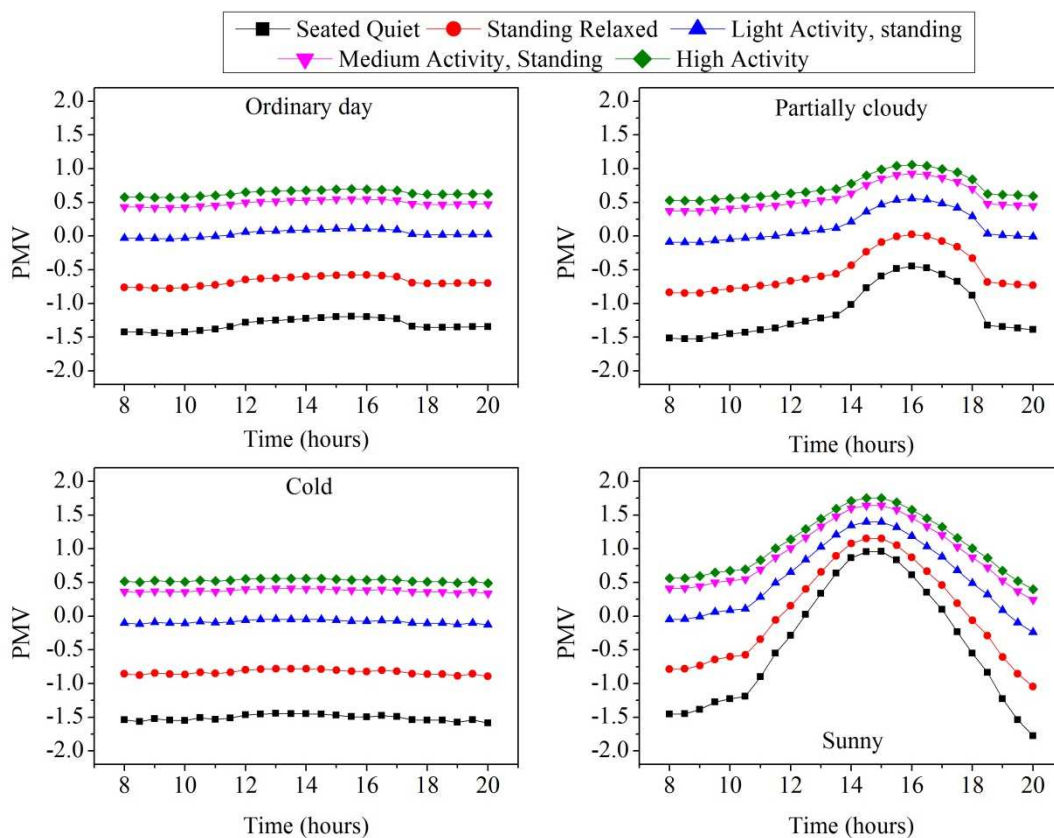 Seated Quiet Standing Relaxed Light Activity, standing
Medium Activity, Standing High Activity
Ordinary day
PMV
2.0
1.5
1.0
0.5
0.0
-0.5
-1.0
-1.5
-2.0
8 10 12 14 16 18 20
Time (hours)
Partially cloudy
PMV
2.0
1.5
1.0
0.5
0.0
-0.5
-1.0
-1.5
-2.0
8 10 12 14 16 18 20
Time (hours)
Cold
PMV
2.0
1.5
1.0
0.5
0.0
-0.5
-1.0
-1.5
-2.0
8 10 12 14 16 18 20
Time (hours)
PMV
2.0
1.5
1.0
0.5
0.0
-0.5
-1.0
-1.5
-2.0
Sunny
8 10 12 14 16 18 20
Time (hours)